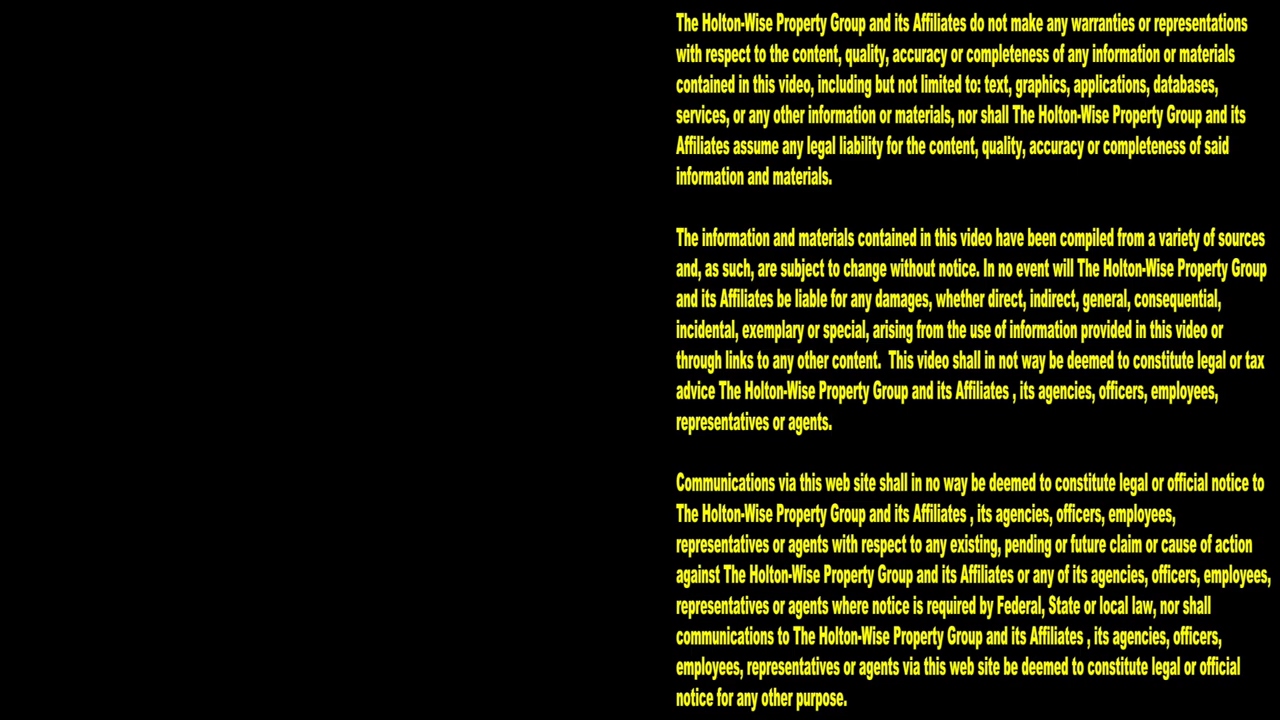 The Holton-Wise Property Group and its Affiliates do not make any warranties or representations
with respect to the content, quality, accuracy or completeness of any information or materials
contained in this video, including but not limited to: text, graphics, applications, databases,
services, or any other information or materials, nor shall The Holton-Wise Property Group and its
Affiliates assume any legal liability for the content, quality, accuracy or completeness of said
information and materials.
The information and materials contained in this video have been compiled from a variety of sources
and, as such, are subject to change without notice. In no event will The Holton-Wise Property Group
and its Affiliates be liable for any damages, whether direct, indirect, general, consequential,
incidental, exemplary or special, arising from the use of information provided in this video or
through links to any other content.  This video shall in not way be deemed to constitute legal or tax
advice The Holton-Wise Property Group and its Affiliates , its agencies, officers, employees,
representatives or agents.
Communications via this web site shall in no way be deemed to constitute legal or official notice to
The Holton-Wise Property Group and its Affiliates , its agencies, officers, employees,
representatives or agents with respect to any existing, pending or future claim or cause of action
against The Holton-Wise Property Group and its Affiliates or any of its agencies, officers, employees,
representatives or agents where notice is required by Federal, State or local law, nor shall
communications to The Holton-Wise Property Group and its Affiliates , its agencies, officers,
employees, representatives or agents via this web site be deemed to constitute legal or official
notice for any other purpose.